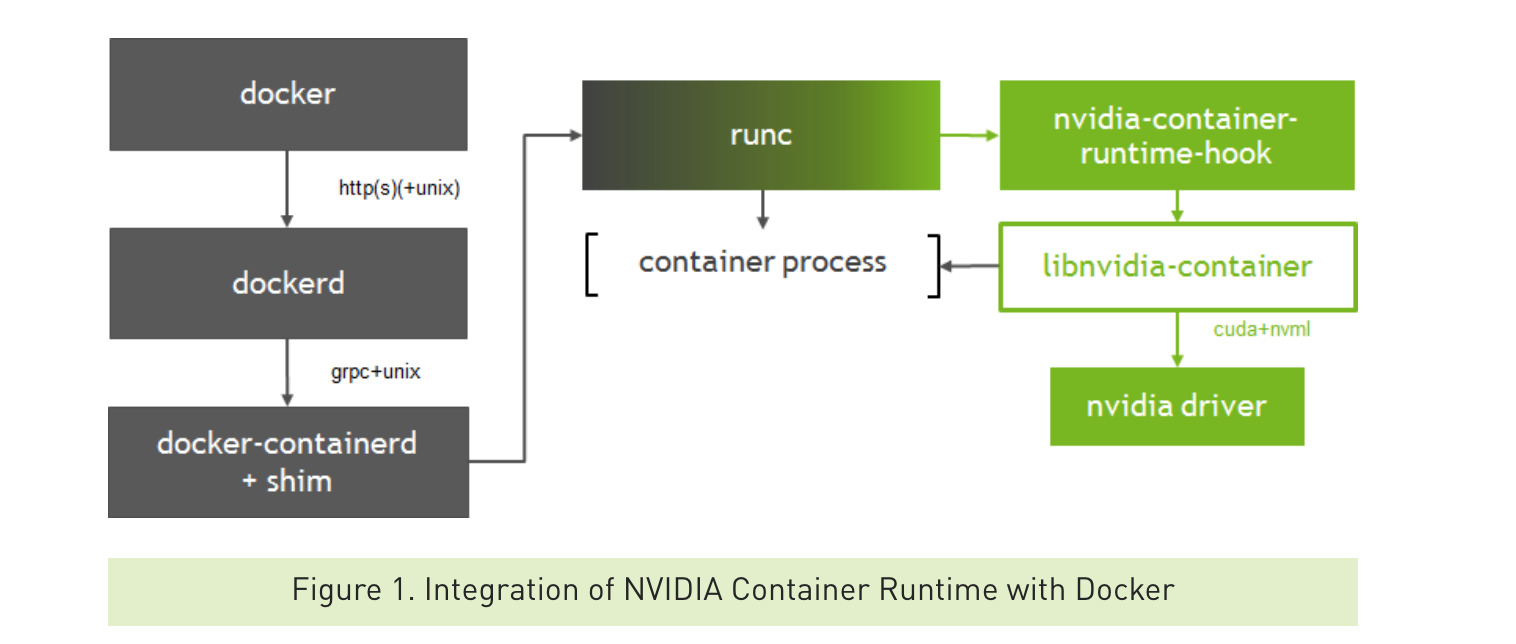 docker
http(s)(+unix)
dockerd
grpc+unix
docker-containerd
+ shim
runc
container process
nvidia-container-
runtime-hook
libnvidia-container
cuda+nvml
nvidia driver
Figure 1. Integration of NVIDIA Container Runtime with Docker